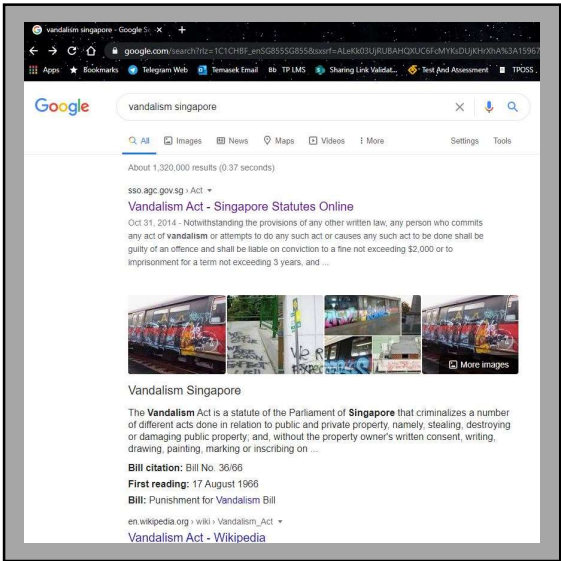 vandalism singapore - Google Se
google.com/search?rlz=1C1CHBF_enSG855SG855&sxsrf=ALeKk03UjRUBAHQXUC6FcMYKsDUjKHrXhA%3A15967
Apps Bookmarks Telegram Web Temasek Email Bb TP LMS Sharing Link Validat... Test And Assessment TPOSS
Google
vandalism singapore
All Images News Maps Videos More Settings Tools
About 1,320,000 results (0.37 seconds)
sso.agc.gov.sg › Act
Vandalism Act - Singapore Statutes Online
Oct 31, 2014 - Notwithstanding the provisions of any other written law, any person who commits
any act of vandalism or attempts to do any such act or causes any such act to be done shall be
guilty of an offence and shall be liable on conviction to a fine not exceeding $2,000 or to
imprisonment for a term not exceeding 3 years, and ...
More images
Vandalism Singapore
The Vandalism Act is a statute of the Parliament of Singapore that criminalizes a number
of different acts done in relation to public and private property, namely, stealing, destroying
or damaging public property; and, without the property owner's written consent, writing,
drawing, painting, marking or inscribing on ...
Bill citation: Bill No. 36/66
First reading: 17 August 1966
Bill: Punishment for Vandalism Bill
en.wikipedia.org › wiki › Vandalism_Act
Vandalism Act - Wikipedia